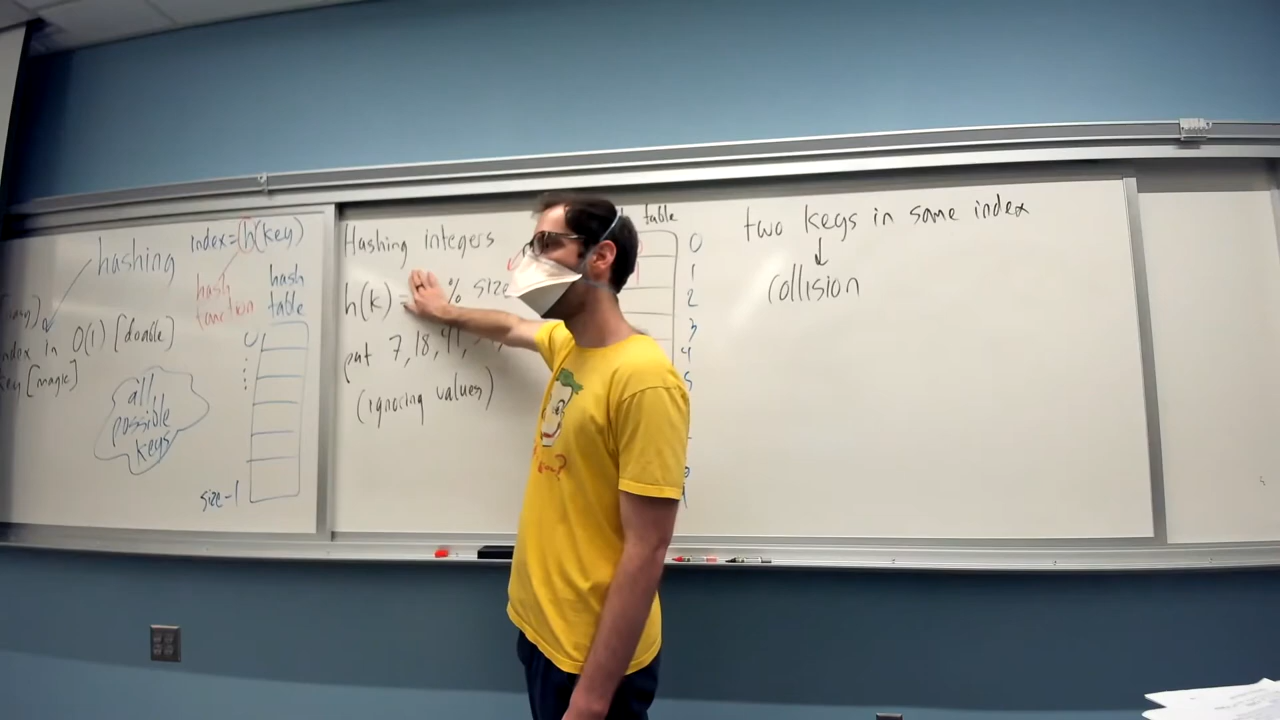 hashing
index=h(key)
hash
function
hash
table
index in O(1) [doable]
key [magic]
0
all
possible
keys
size-1
Hashing integers
h(k) = % size
put 7, 18, 41,
(ignoring values)
table
0
1
2
3
4
5
two keys in same index
↓
collision